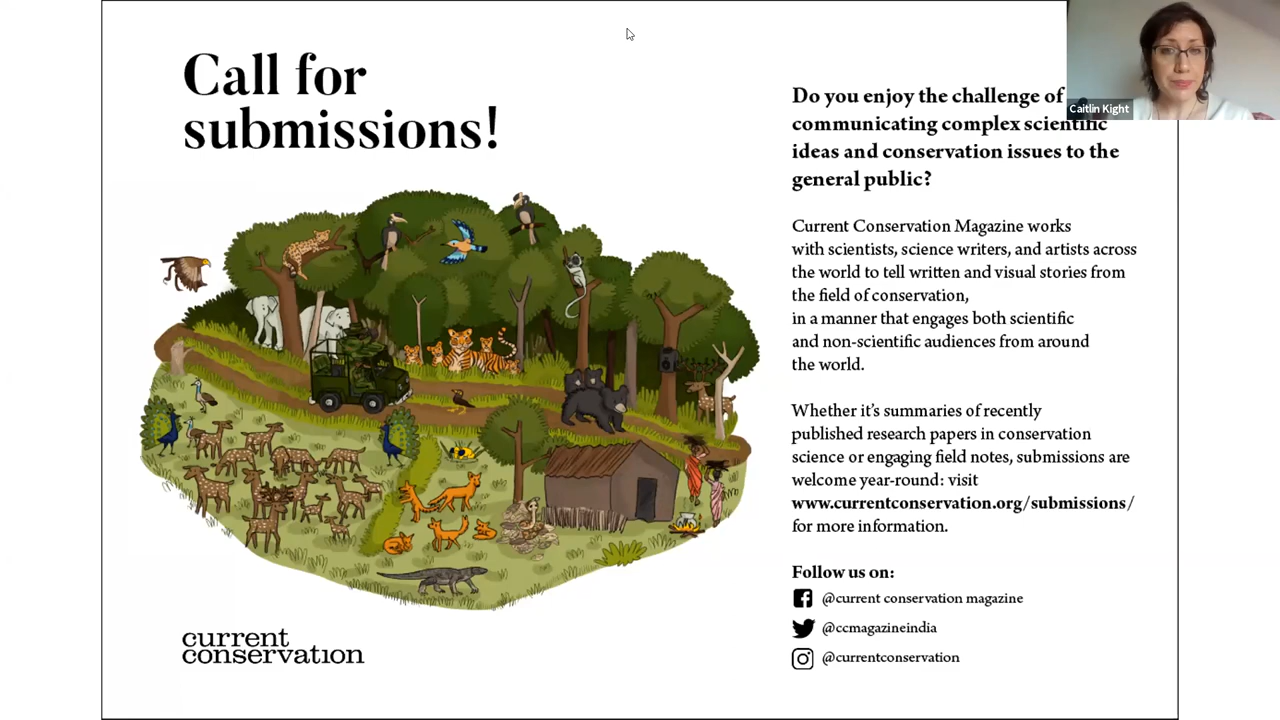 Call for
submissions!
Do you enjoy the challenge of
communicating complex scientific
ideas and conservation issues to the
general public?
Current Conservation Magazine works
with scientists, science writers, and artists across
the world to tell written and visual stories from
the field of conservation,
in a manner that engages both scientific
and non-scientific audiences from around
the world.
Whether it's summaries of recently
published research papers in conservation
science or engaging field notes, submissions are
welcome year-round: visit
www.currentconservation.org/submissions/
for more information.
Follow us on:
@current conservation magazine
@ccmagazineindia
@currentconservation
current
conservation
Caitlin Kight